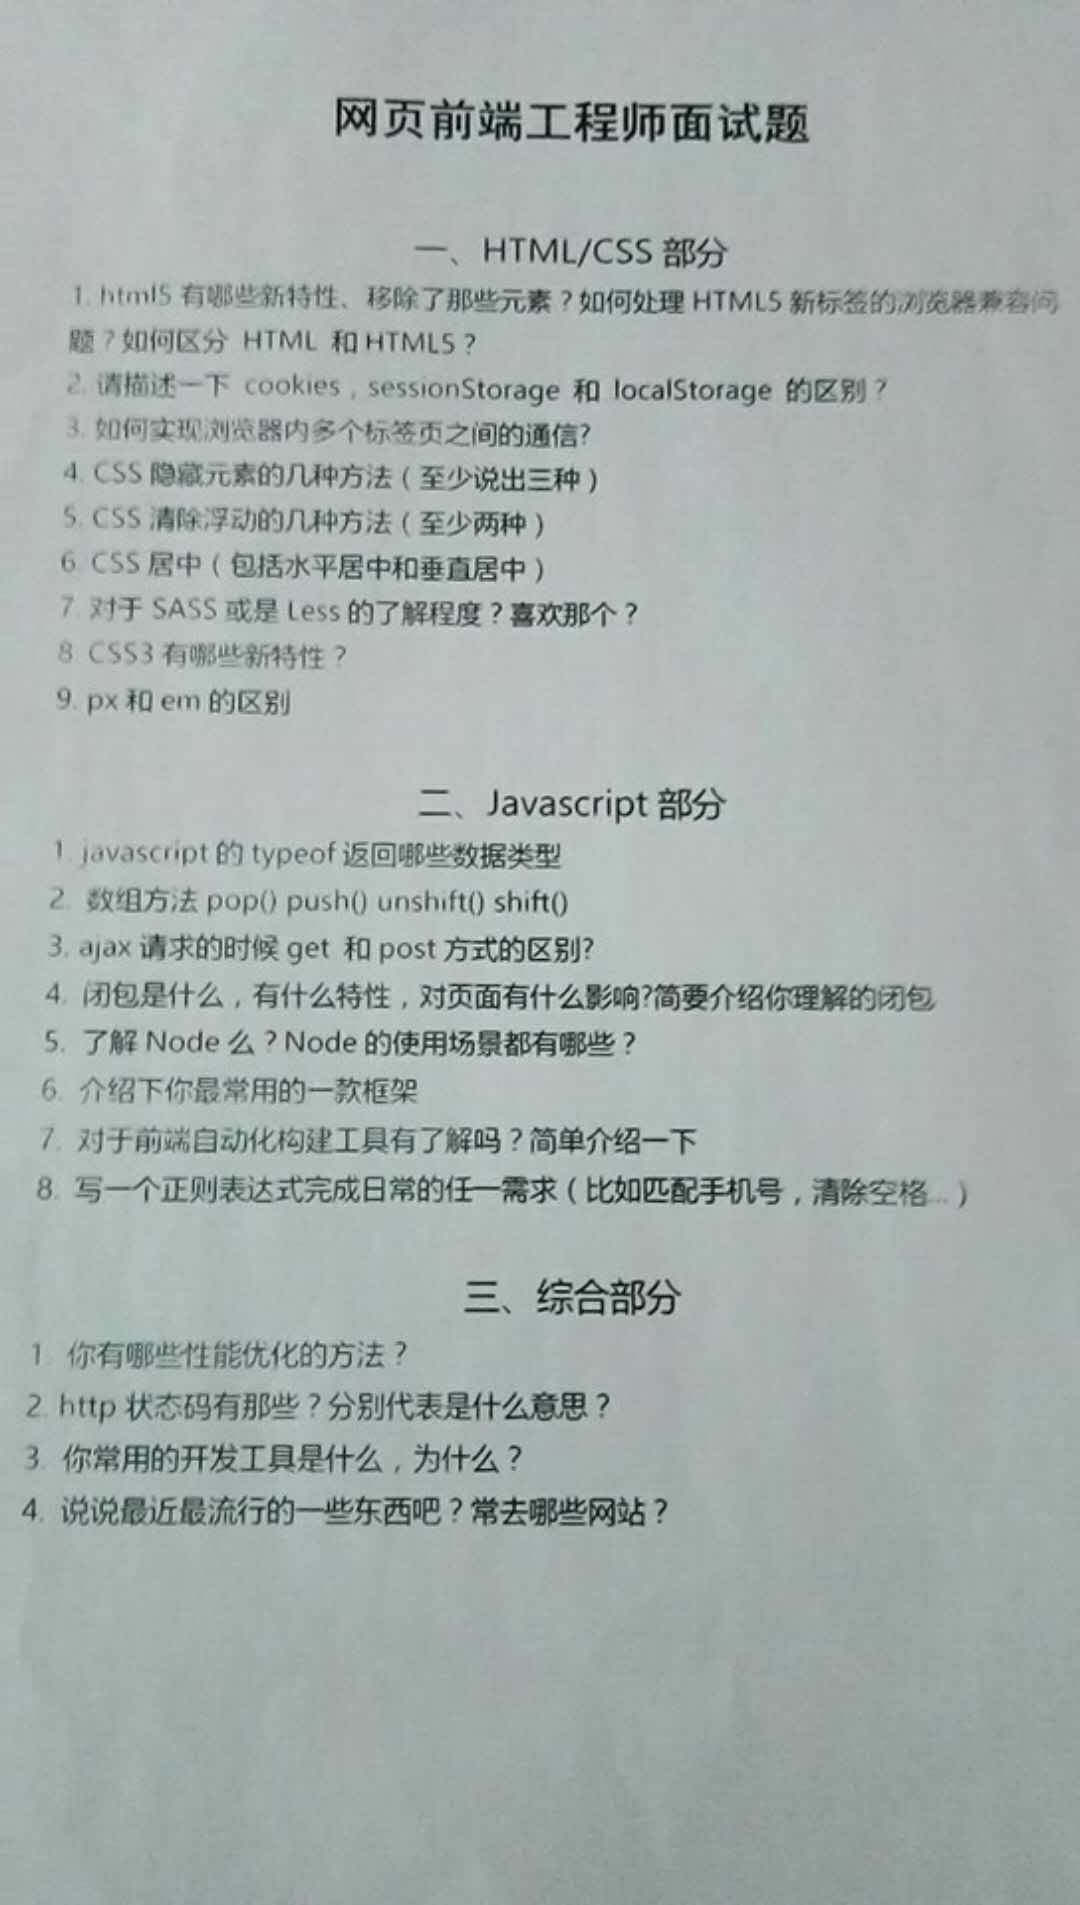 网页前端工程师面试题
一、HTML/CSS 部分
1. html5 有哪些新特性、移除了那些元素？如何处理 HTML5 新标签的浏览器兼容问
题？如何区分 HTML 和 HTML5？
2. 请描述一下 cookies，sessionStorage 和 localStorage 的区别？
3. 如何实现浏览器内多个标签页之间的通信?
4. CSS 隐藏元素的几种方法（至少说出三种）
5. CSS 清除浮动的几种方法（至少两种）
6. CSS 居中（包括水平居中和垂直居中）
7. 对于 SASS 或是 Less 的了解程度？喜欢那个？
8. CSS3 有哪些新特性？
9. px 和 em 的区别
二、Javascript 部分
1. javascript 的 typeof 返回哪些数据类型
2. 数组方法 pop() push() unshift() shift()
3. ajax 请求的时候 get 和 post 方式的区别?
4. 闭包是什么，有什么特性，对页面有什么影响?简要介绍你理解的闭包
5. 了解 Node 么？Node 的使用场景都有哪些？
6. 介绍下你最常用的一款框架
7. 对于前端自动化构建工具有了解吗？简单介绍一下
8. 写一个正则表达式完成日常的任一需求（比如匹配手机号，清除空格...）
三、综合部分
1. 你有哪些性能优化的方法？
2. http 状态码有那些？分别代表是什么意思？
3. 你常用的开发工具是什么，为什么？
4. 说说最近最流行的一些东西吧？常去哪些网站？